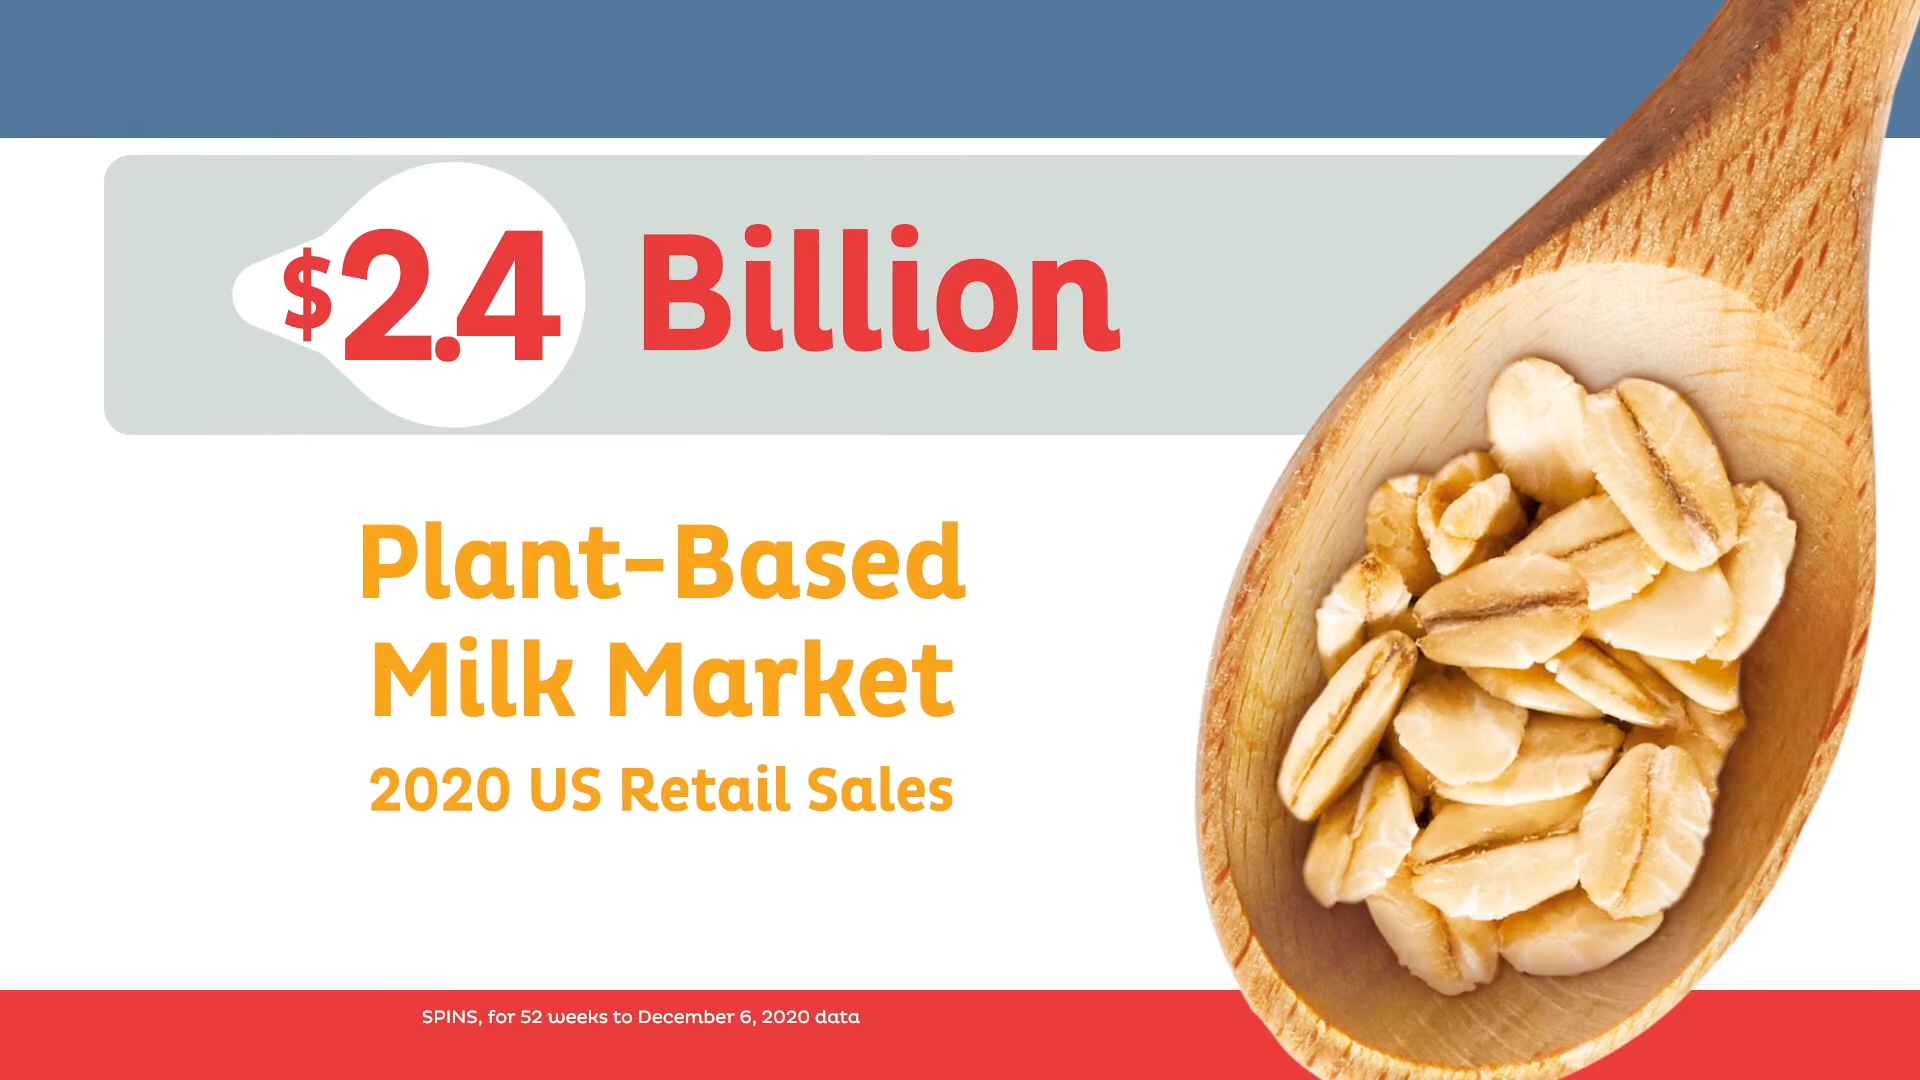 $2.4 Billion
Plant-Based
Milk Market
2020 US Retail Sales
SPINS, for 52 weeks to December 6, 2020 data